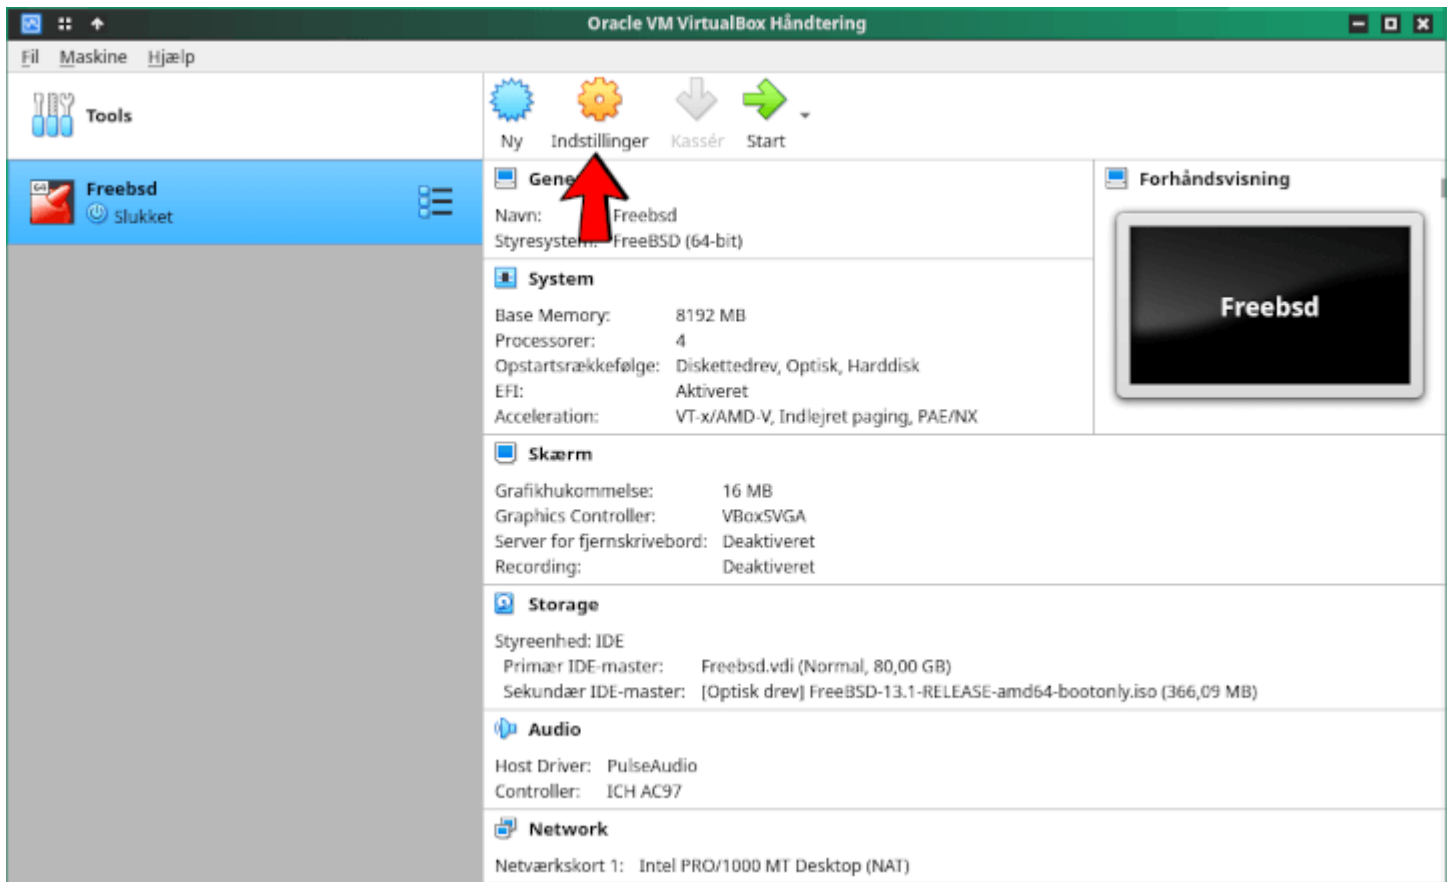 Oracle VM VirtualBox Håndtering
Fil Maskine Hjælp
Tools
Ny Indstillinger Kassér Start
64
Freebsd
Slukket
Gene
Navn: Freebsd
Styresystem: FreeBSD (64-bit)
Forhåndsvisning
Freebsd
System
Base Memory: 8192 MB
Processorer: 4
Opstartsrækkefølge: Diskettedrev, Optisk, Harddisk
EFI: Aktiveret
Acceleration: VT-x/AMD-V, Indlejret paging, PAE/NX
Skærm
Grafikhukommelse: 16 MB
Graphics Controller: VBoxSVGA
Server for fjernskrivebord: Deaktiveret
Recording: Deaktiveret
Storage
Styreenhed: IDE
Primær IDE-master: Freebsd.vdi (Normal, 80,00 GB)
Sekundær IDE-master: [Optisk drev] FreeBSD-13.1-RELEASE-amd64-bootonly.iso (366,09 MB)
Audio
Host Driver: PulseAudio
Controller: ICH AC97
Network
Netværkskort 1: Intel PRO/1000 MT Desktop (NAT)